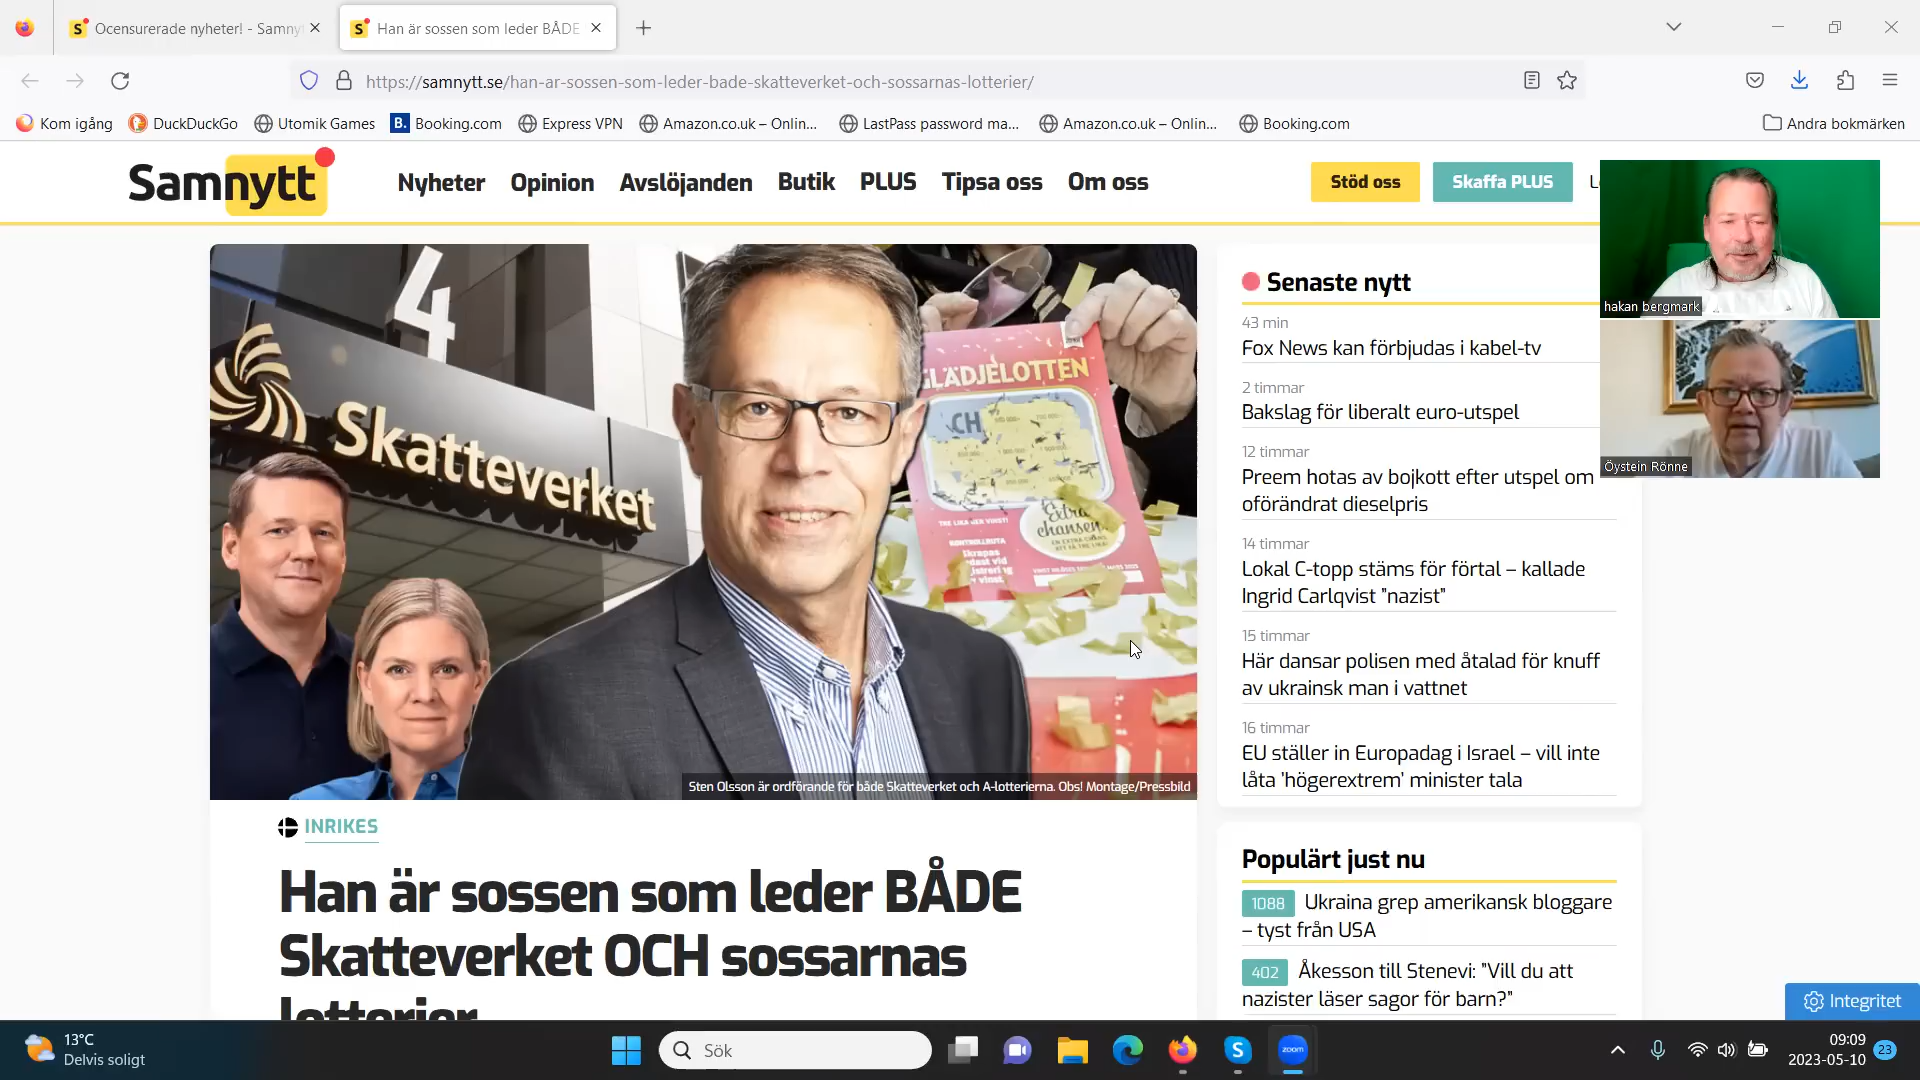 Ocensurerade nyheter! - Samny
Han är sossen som leder BÅDE
https://samnytt.se/han-ar-sossen-som-leder-bade-skatteverket-och-sossarnas-lotterier/
Kom igång
DuckDuckGo
Utomik Games
B. Booking.com
Express VPN
Amazon.co.uk – Onlin...
LastPass password ma...
Amazon.co.uk – Onlin...
Booking.com
Andra bokmärken
Samnytt
Nyheter
Opinion
Avslöjanden
Butik
PLUS
Tipsa oss
Om oss
Stöd oss
Skaffa PLUS
hakan bergmark
Öystein Rönne
4
Skatteverket
GLÄDJELOTTEN
Extra
chansen
Sten Olsson är ordförande för både Skatteverket och A-lotterierna. Obs! Montage/Pressbild
INRIKES
Han är sossen som leder BÅDE
Skatteverket OCH sossarnas
lotterier
Senaste nytt
43 min
Fox News kan förbjudas i kabel-tv
2 timmar
Bakslag för liberalt euro-utspel
12 timmar
Preem hotas av bojkott efter utspel om
oförändrat dieselpris
14 timmar
Lokal C-topp stäms för förtal – kallade
Ingrid Carlqvist "nazist"
15 timmar
Här dansar polisen med åtalad för knuff
av ukrainsk man i vattnet
16 timmar
EU ställer in Europadag i Israel – vill inte
låta 'högerextrem' minister tala
Populärt just nu
1088 Ukraina grep amerikansk bloggare
– tyst från USA
402 Åkesson till Stenevi: "Vill du att
nazister läser sagor för barn?"
Integritet
13°C
Delvis soligt
Sök
zoom
09:09
2023-05-10
23